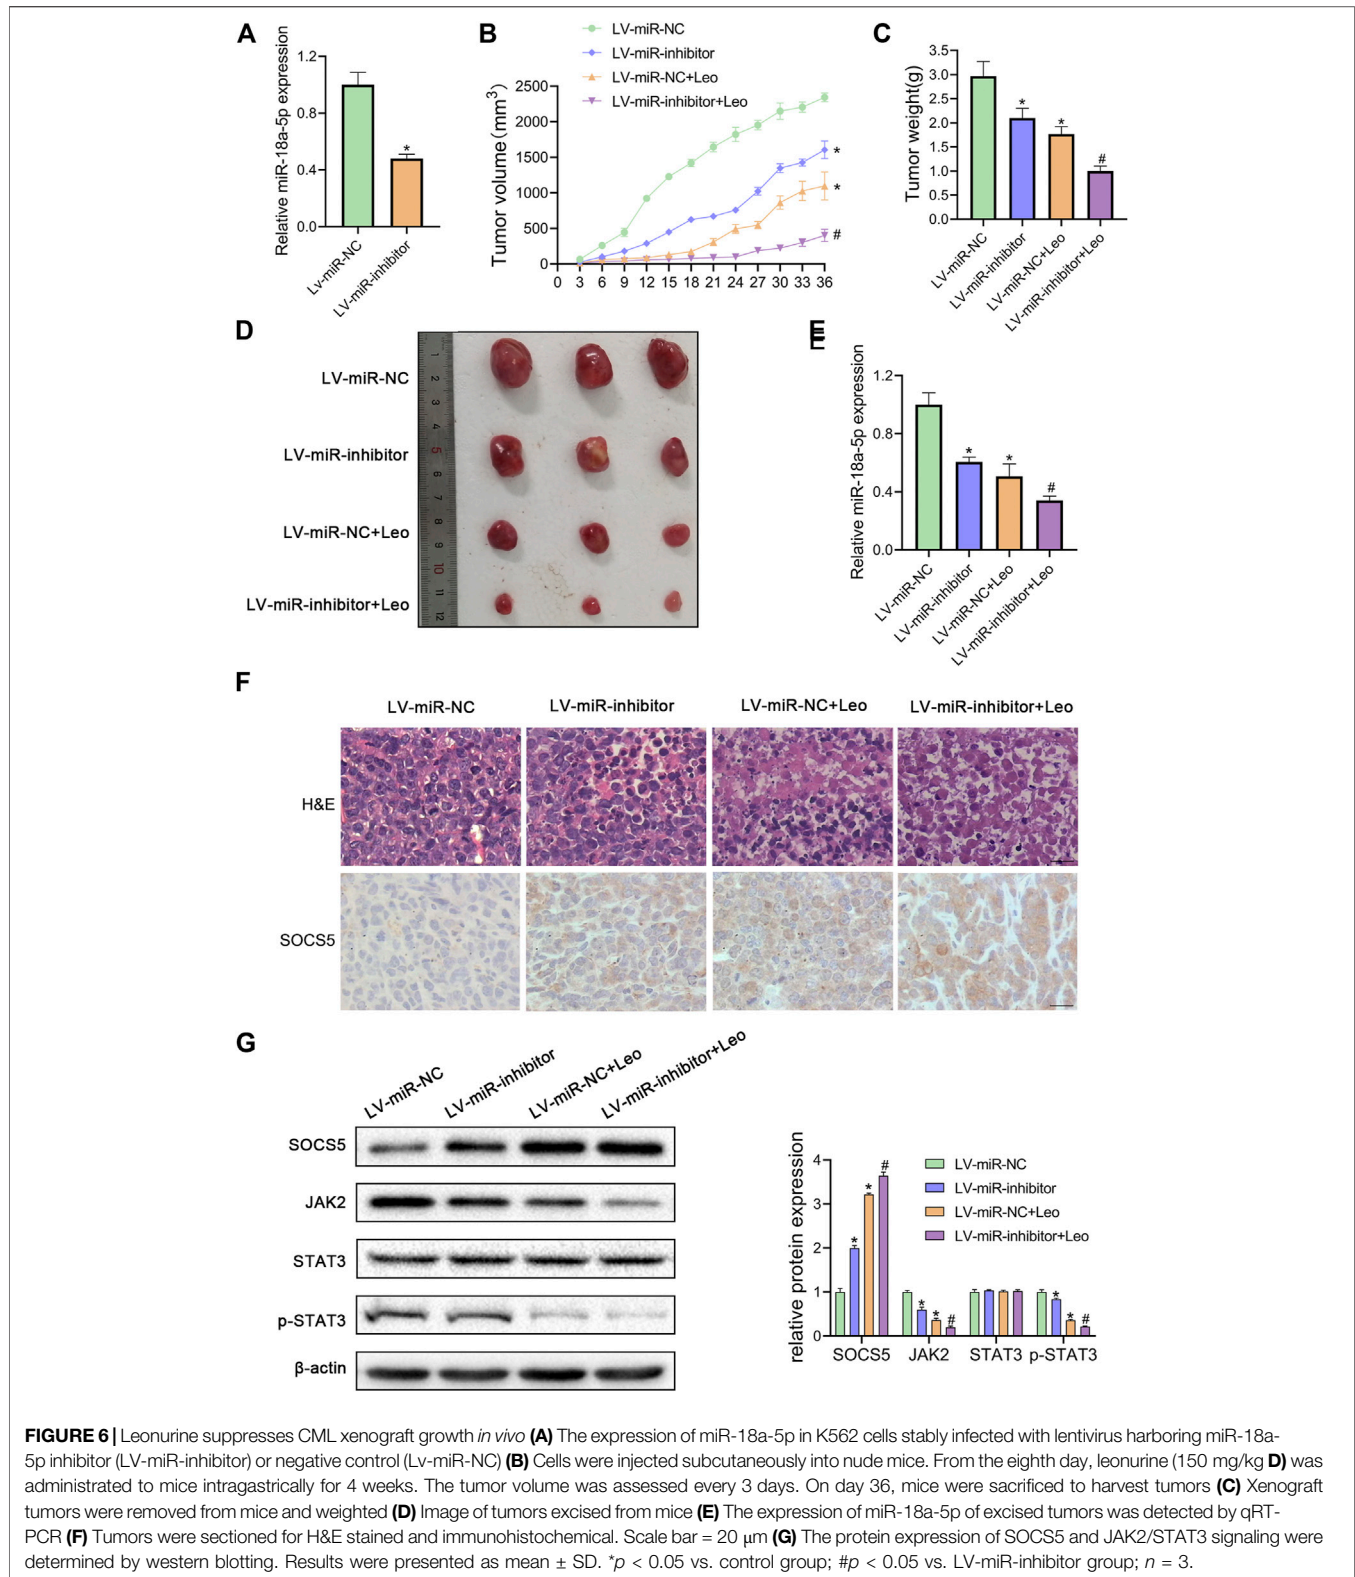 A
Relative miR-18a-5p expression
1.2
0.8
0.4
0.0
Lv-miR-NC
LV-miR-inhibitor
*
B
LV-miR-NC
LV-miR-inhibitor
LV-miR-NC+Leo
LV-miR-inhibitor+Leo
Tumor volume(mm³)
2500
2000
1500
1000
500
0
0 3 6 9 12 15 18 21 24 27 30 33 36
*
*
#
C
Tumor weight(g)
3.5
3.0
2.5
2.0
1.5
1.0
0.5
0.0
*
*
#
LV-miR-NC
LV-miR-inhibitor
LV-miR-NC+Leo
LV-miR-inhibitor+Leo
D
LV-miR-NC
LV-miR-inhibitor
LV-miR-NC+Leo
LV-miR-inhibitor+Leo
1
2
3
4
5
6
7
8
9
10
11
12
E
E
Relative miR-18a-5p expression
1.2
0.8
0.4
0.0
*
*
#
LV-miR-NC
LV-miR-inhibitor
LV-miR-NC+Leo
LV-miR-inhibitor+Leo
F
LV-miR-NC LV-miR-inhibitor LV-miR-NC+Leo LV-miR-inhibitor+Leo
H&E
SOCS5
G
LV-miR-NC
LV-miR-inhibitor
LV-miR-NC+Leo
LV-miR-inhibitor+Leo
SOCS5
JAK2
STAT3
p-STAT3
β-actin
relative protein expression
4
3
2
1
0
LV-miR-NC
LV-miR-inhibitor
LV-miR-NC+Leo
LV-miR-inhibitor+Leo
* * #
* * #
* * #
SOCS5 JAK2 STAT3 p-STAT3
FIGURE 6 | Leonurine suppresses CML xenograft growth in vivo (A) The expression of miR-18a-5p in K562 cells stably infected with lentivirus harboring miR-18a-
5p inhibitor (LV-miR-inhibitor) or negative control (Lv-miR-NC) (B) Cells were injected subcutaneously into nude mice. From the eighth day, leonurine (150 mg/kg D) was
administrated to mice intragastrically for 4 weeks. The tumor volume was assessed every 3 days. On day 36, mice were sacrificed to harvest tumors (C) Xenograft
tumors were removed from mice and weighted (D) Image of tumors excised from mice (E) The expression of miR-18a-5p of excised tumors was detected by qRT-
PCR (F) Tumors were sectioned for H&E stained and immunohistochemical. Scale bar = 20 μm (G) The protein expression of SOCS5 and JAK2/STAT3 signaling were
determined by western blotting. Results were presented as mean ± SD. *p < 0.05 vs. control group; #p < 0.05 vs. LV-miR-inhibitor group; n = 3.